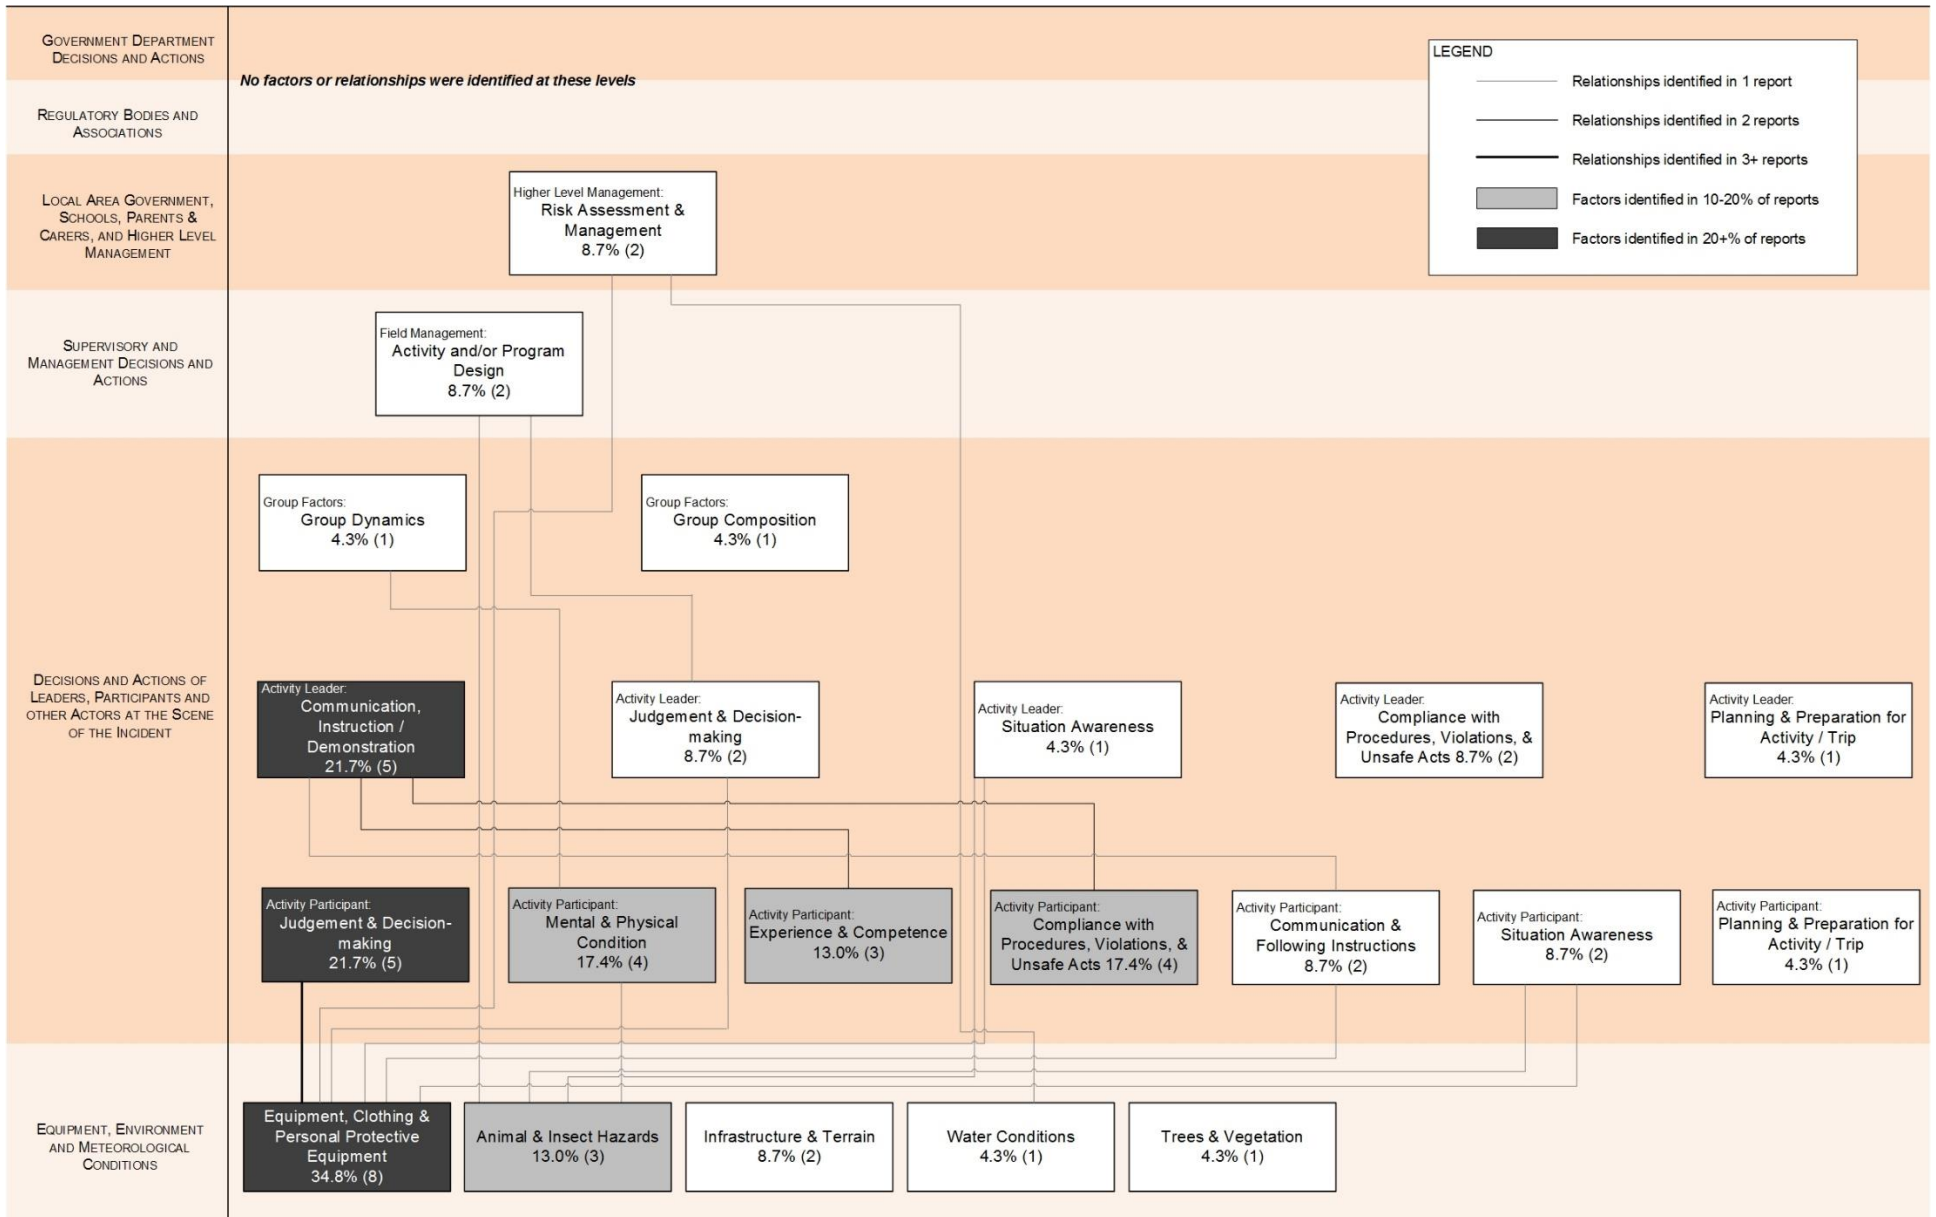 GOVERNMENT DEPARTMENT
DECISIONS AND ACTIONS
No factors or relationships were identified at these levels
REGULATORY BODIES AND
ASSOCIATIONS
LEGEND
Relationships identified in 1 report
Relationships identified in 2 reports
Relationships identified in 3+ reports
Factors identified in 10-20% of reports
Factors identified in 20+% of reports
LOCAL AREA GOVERNMENT,
SCHOOLS, PARENTS &
CARERS, AND HIGHER LEVEL
MANAGEMENT
Higher Level Management:
Risk Assessment &
Management
8.7% (2)
SUPERVISORY AND
MANAGEMENT DECISIONS AND
ACTIONS
Field Management:
Activity and/or Program
Design
8.7% (2)
DECISIONS AND ACTIONS OF
LEADERS, PARTICIPANTS AND
OTHER ACTORS AT THE SCENE
OF THE INCIDENT
Group Factors:
Group Dynamics
4.3% (1)
Group Factors:
Group Composition
4.3% (1)
Activity Leader:
Communication,
Instruction /
Demonstration
21.7% (5)
Activity Leader:
Judgement & Decision-
making
8.7% (2)
Activity Leader:
Situation Awareness
4.3% (1)
Activity Leader:
Compliance with
Procedures, Violations, &
Unsafe Acts 8.7% (2)
Activity Leader:
Planning & Preparation for
Activity / Trip
4.3% (1)
Activity Participant:
Judgement & Decision-
making
21.7% (5)
Activity Participant:
Mental & Physical
Condition
17.4% (4)
Activity Participant:
Experience & Competence
13.0% (3)
Activity Participant:
Compliance with
Procedures, Violations, &
Unsafe Acts 17.4% (4)
Activity Participant:
Communication &
Following Instructions
8.7% (2)
Activity Participant:
Situation Awareness
8.7% (2)
Activity Participant:
Planning & Preparation for
Activity / Trip
4.3% (1)
EQUIPMENT, ENVIRONMENT
AND METEOROLOGICAL
CONDITIONS
Equipment, Clothing &
Personal Protective
Equipment
34.8% (8)
Animal & Insect Hazards
13.0% (3)
Infrastructure & Terrain
8.7% (2)
Water Conditions
4.3% (1)
Trees & Vegetation
4.3% (1)